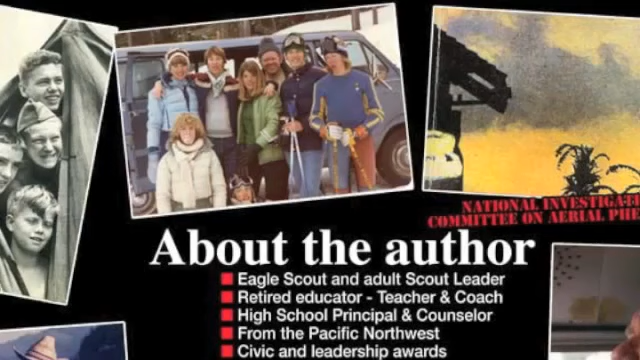 NATIONAL INVESTIGATI
COMMITTEE ON AERIAL PHE
About the author
Eagle Scout and adult Scout Leader
Retired educator - Teacher & Coach
High School Principal & Counselor
From the Pacific Northwest
Civic and leadership awards